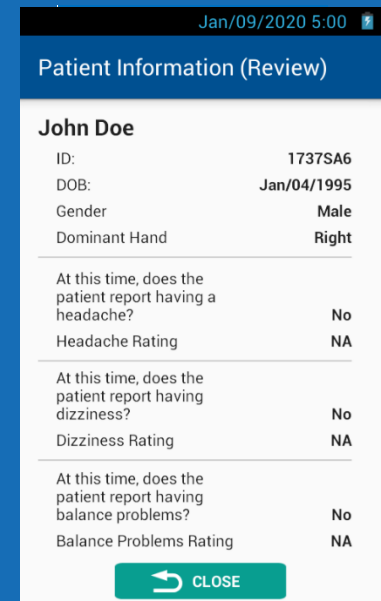 Jan/09/2020 5:00
Patient Information (Review)
John Doe
ID: 1737SA6
DOB: Jan/04/1995
Gender Male
Dominant Hand Right
At this time, does the
patient report having a
headache? No
Headache Rating NA
At this time, does the
patient report having
dizziness? No
Dizziness Rating NA
At this time, does the
patient report having
balance problems? No
Balance Problems Rating NA
CLOSE